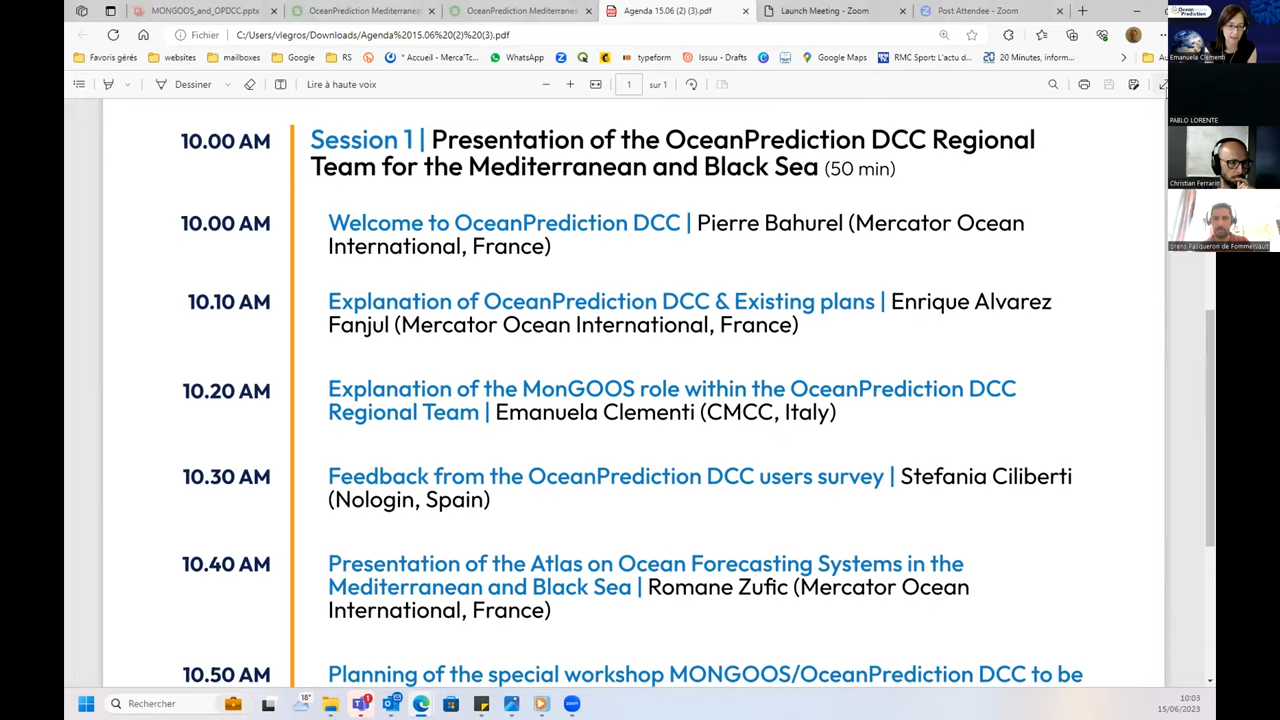 MONGOOS_and_OPDCC.pptx
OceanPrediction Mediterranea
OceanPrediction Mediterranea
Agenda 15.06 (2) (3).pdf
Launch Meeting - Zoom
Post Attendee - Zoom
Fichier
C:/Users/vlegros/Downloads/Agenda%2015.06%20(2)%20(3).pdf
Favoris gérés
websites
mailboxes
Google
RS
* Accueil - Merca'Tc...
WhatsApp
typeform
Issuu - Drafts
Google Maps
RMC Sport: L'actu d...
20 Minutes, inform...
Dessiner
Lire à haute voix
1
sur 1
10.00 AM
Session 1 | Presentation of the OceanPrediction DCC Regional
Team for the Mediterranean and Black Sea (50 min)
10.00 AM
Welcome to OceanPrediction DCC | Pierre Bahurel (Mercator Ocean
International, France)
10.10 AM
Explanation of OceanPrediction DCC & Existing plans | Enrique Alvarez
Fanjul (Mercator Ocean International, France)
10.20 AM
Explanation of the MonGOOS role within the OceanPrediction DCC
Regional Team | Emanuela Clementi (CMCC, Italy)
10.30 AM
Feedback from the OceanPrediction DCC users survey | Stefania Ciliberti
(Nologin, Spain)
10.40 AM
Presentation of the Atlas on Ocean Forecasting Systems in the
Mediterranean and Black Sea | Romane Zufic (Mercator Ocean
International, France)
10.50 AM
Planning of the special workshop MONGOOS/OceanPrediction DCC to be
Emanuela Clementi
PABLO LORENTE
Christian Ferrarin
Pasqueron de Fommervault
Rechercher
18°
10:03
15/06/2023